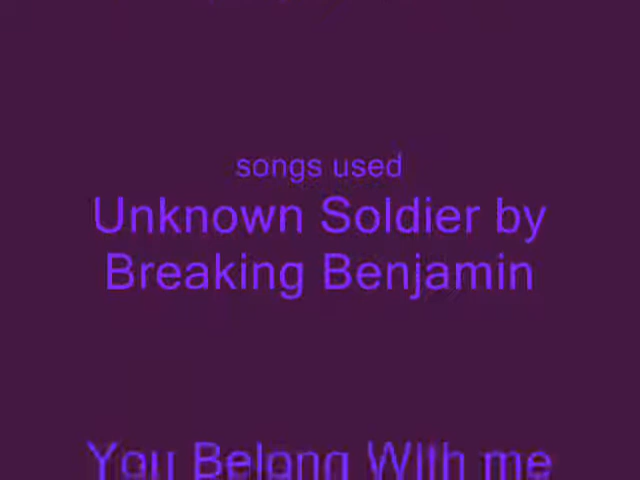 songs used
Unknown Soldier by
Breaking Benjamin
You Belong With me